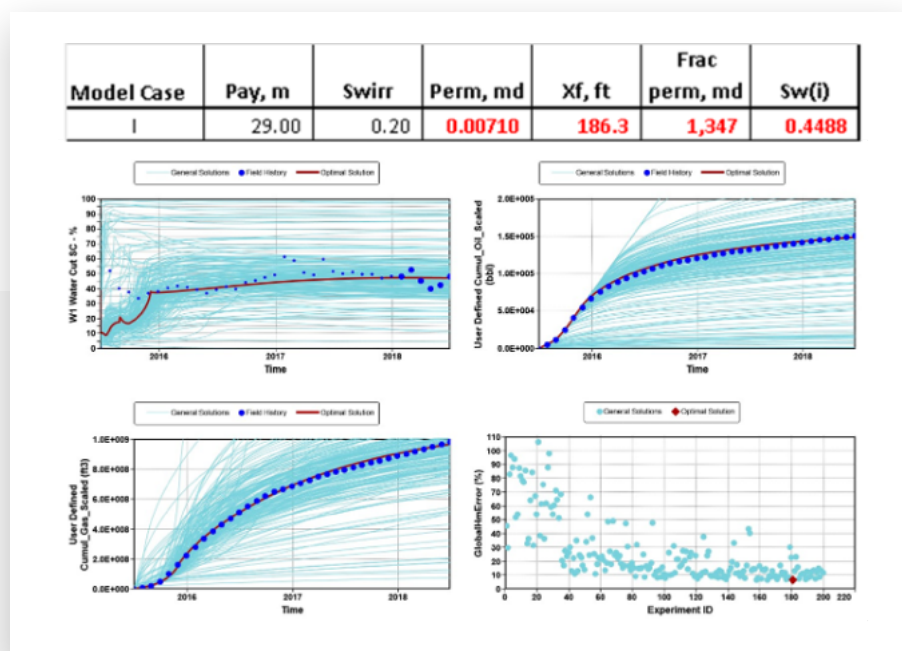 Model Case Pay, m Swirr Perm, md Xf, ft Frac perm, md Sw(i)
I 29.00 0.20 0.00710 186.3 1,347 0.4488
General Solutions Field History Optimal Solution
W1 Water Cut SC - %
100
90
80
70
60
50
40
30
20
10
0
2016 2017 2018
Time
General Solutions Field History Optimal Solution
User Defined Cumul_Oil_Scaled (bbl)
2.0E+005
1.5E+005
1.0E+005
5.0E+004
0.0E+000
2016 2017 2018
Time
General Solutions Field History Optimal Solution
User Defined Cumul_Gas_Scaled (ft3)
1.0E+009
8.0E+008
6.0E+008
4.0E+008
2.0E+008
0.0E+000
2016 2017 2018
Time
General Solutions Optimal Solution
GlobalHmError (%)
110
100
90
80
70
60
50
40
30
20
10
0
0 20 40 60 80 100 120 140 160 180 200 220
Experiment ID